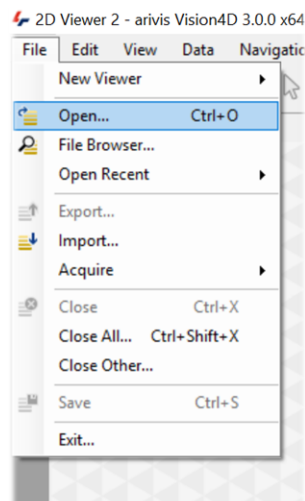 2D Viewer 2 - arivis Vision4D 3.0.0 x64
File Edit View Data Navigatic
New Viewer
Open... Ctrl+O
File Browser...
Open Recent
Export...
Import...
Acquire
Close Ctrl+X
Close All... Ctrl+Shift+X
Close Other...
Save Ctrl+S
Exit...